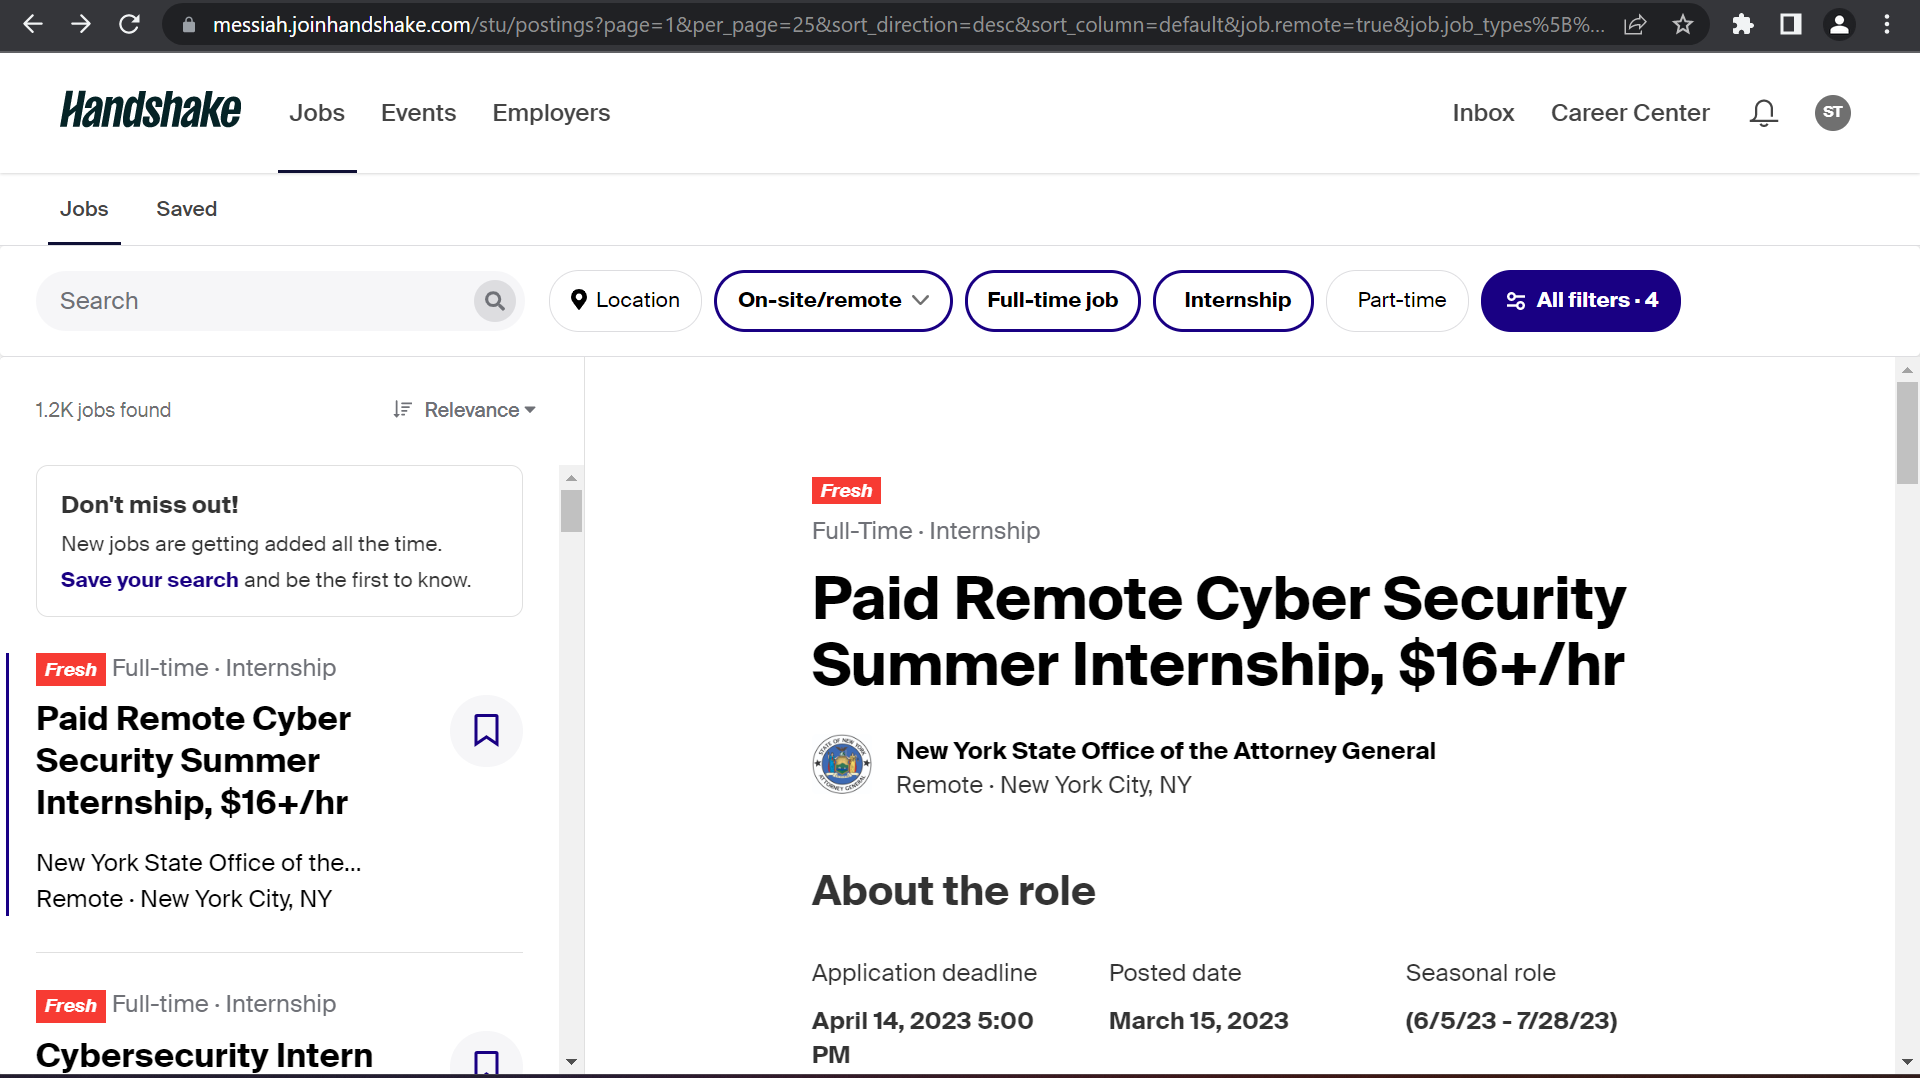 messiah.joinhandshake.com/stu/postings?page=1&per_page=25&sort_direction=desc&sort_column=default&job.remote=true&job.job_types%5B%...
Handshake
Jobs Events Employers Inbox Career Center ST
Jobs Saved
Search Location On-site/remote Full-time job Internship Part-time All filters · 4
1.2K jobs found Relevance
Don't miss out!
New jobs are getting added all the time.
Save your search and be the first to know.
Fresh Full-time · Internship
Paid Remote Cyber
Security Summer
Internship, $16+/hr
New York State Office of the...
Remote · New York City, NY
Fresh Full-time · Internship
Cybersecurity Intern
Fresh
Full-Time · Internship
Paid Remote Cyber Security
Summer Internship, $16+/hr
STATE OF NEW YORK
ATTORNEY GENERAL
New York State Office of the Attorney General
Remote · New York City, NY
About the role
Application deadline Posted date Seasonal role
April 14, 2023 5:00 March 15, 2023 (6/5/23 - 7/28/23)
PM